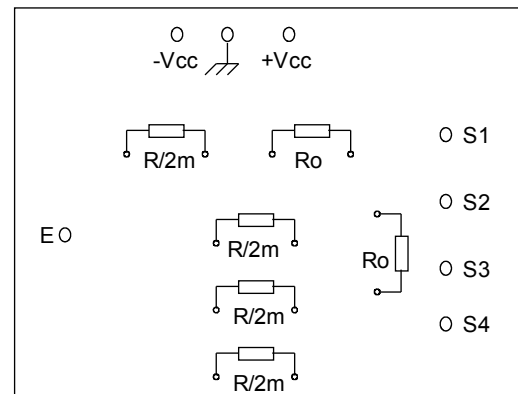 -Vcc +Vcc
R/2m Ro S1
S2
E R/2m Ro S3
R/2m S4
R/2m